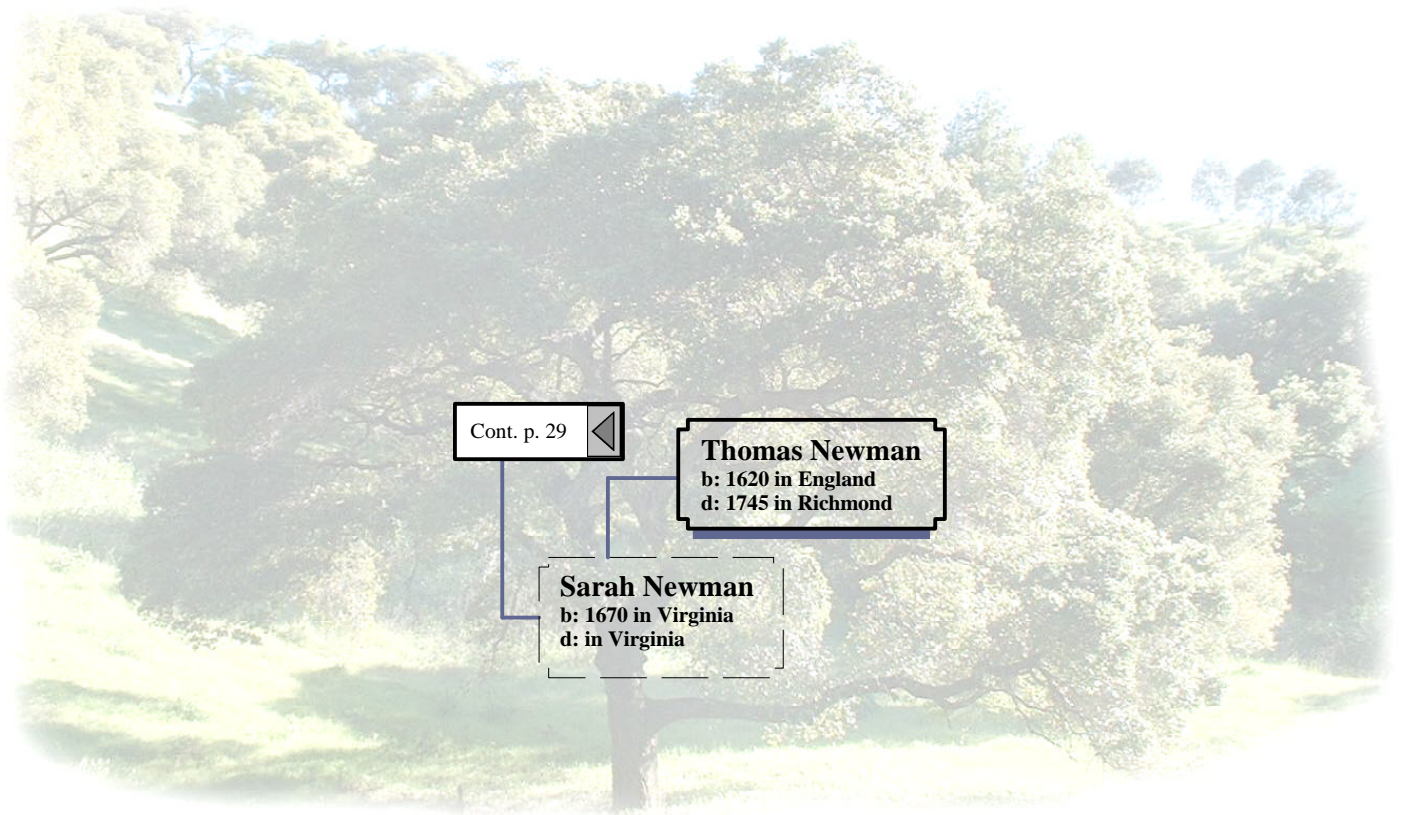 Cont. p. 29
Thomas Newman
b: 1620 in England
d: 1745 in Richmond
Sarah Newman
b: 1670 in Virginia
d: in Virginia